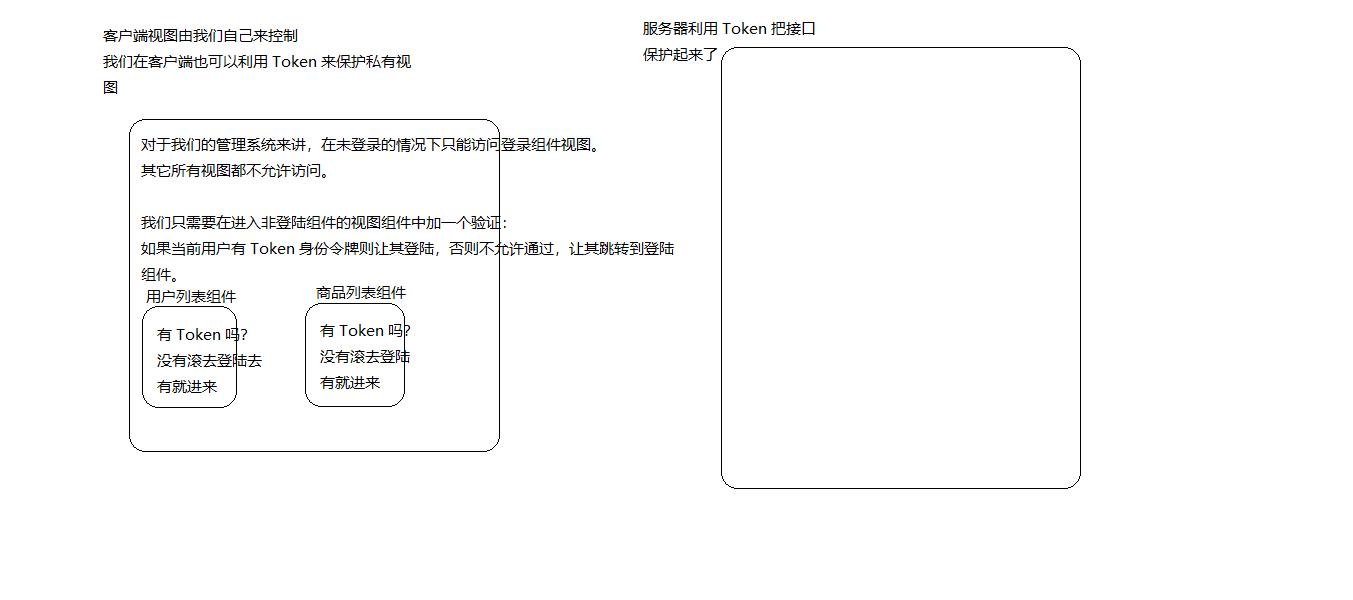 客户端视图由我们自己来控制
我们在客户端也可以利用 Token 来保护私有视
图
服务器利用 Token 把接口
保护起来了
对于我们的管理系统来讲，在未登录的情况下只能访问登录组件视图。
其它所有视图都不允许访问。
我们只需要在进入非登陆组件的视图组件中加一个验证：
如果当前用户有 Token 身份令牌则让其登陆，否则不允许通过，让其跳转到登陆
组件。
用户列表组件
有 Token 吗？
没有滚去登陆去
有就进来
商品列表组件
有 Token 吗？
没有滚去登陆
有就进来